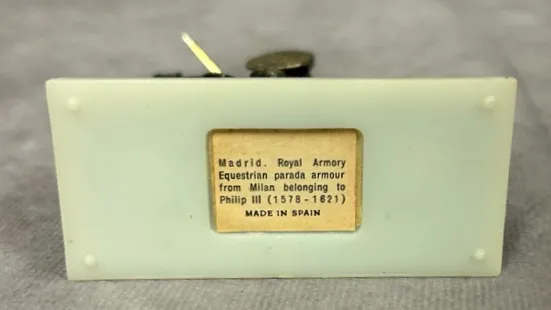 Madrid. Royal Armory
Equestrian parada armour
from Milan belonging to
Philip III (1578-1621)
MADE IN SPAIN